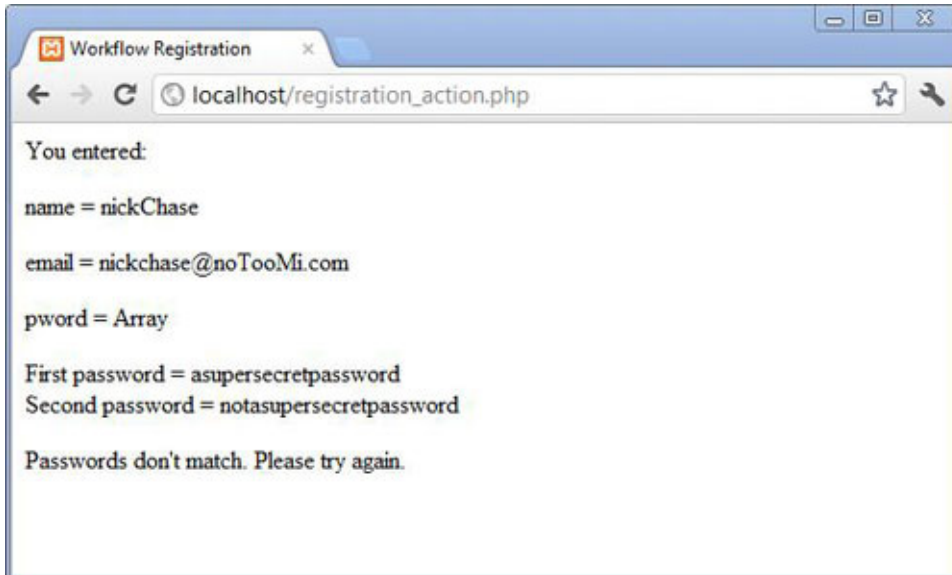 Workflow Registration
localhost/registration_action.php
You entered:
name = nickChase
email = nickchase@noTooMi.com
pword = Array
First password = asupersecretpassword
Second password = notasupersecretpassword
Passwords don't match. Please try again.